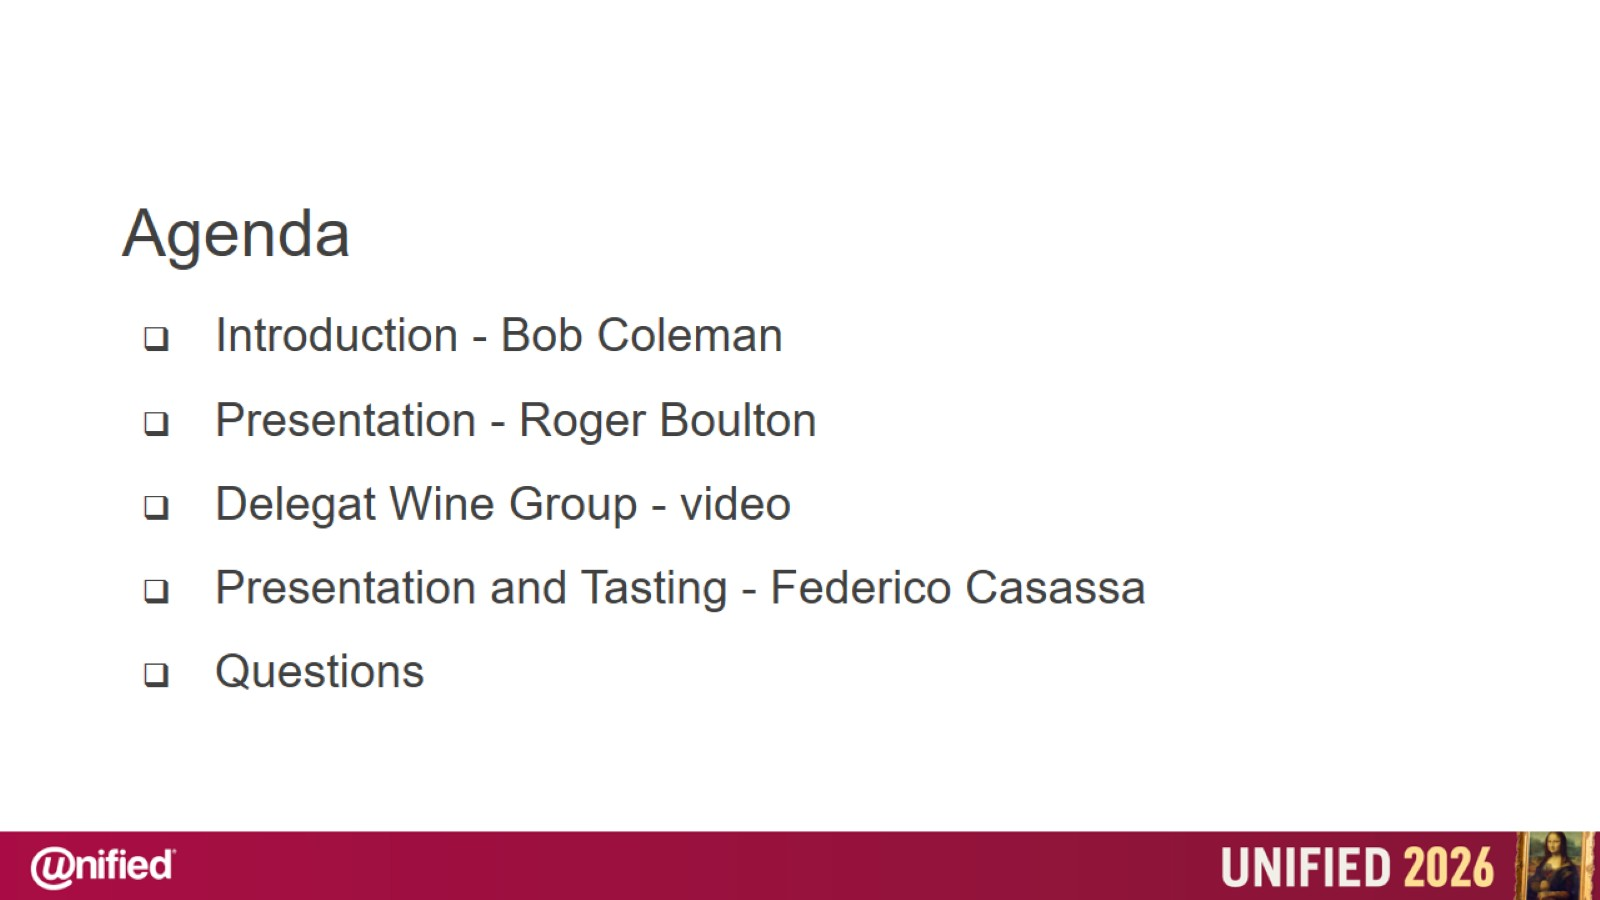 Agenda
❑ Introduction - Bob Coleman
❑ Presentation - Roger Boulton
❑ Delegat Wine Group - video
❑ Presentation and Tasting - Federico Casassa
❑ Questions
unified
UNIFIED 2026